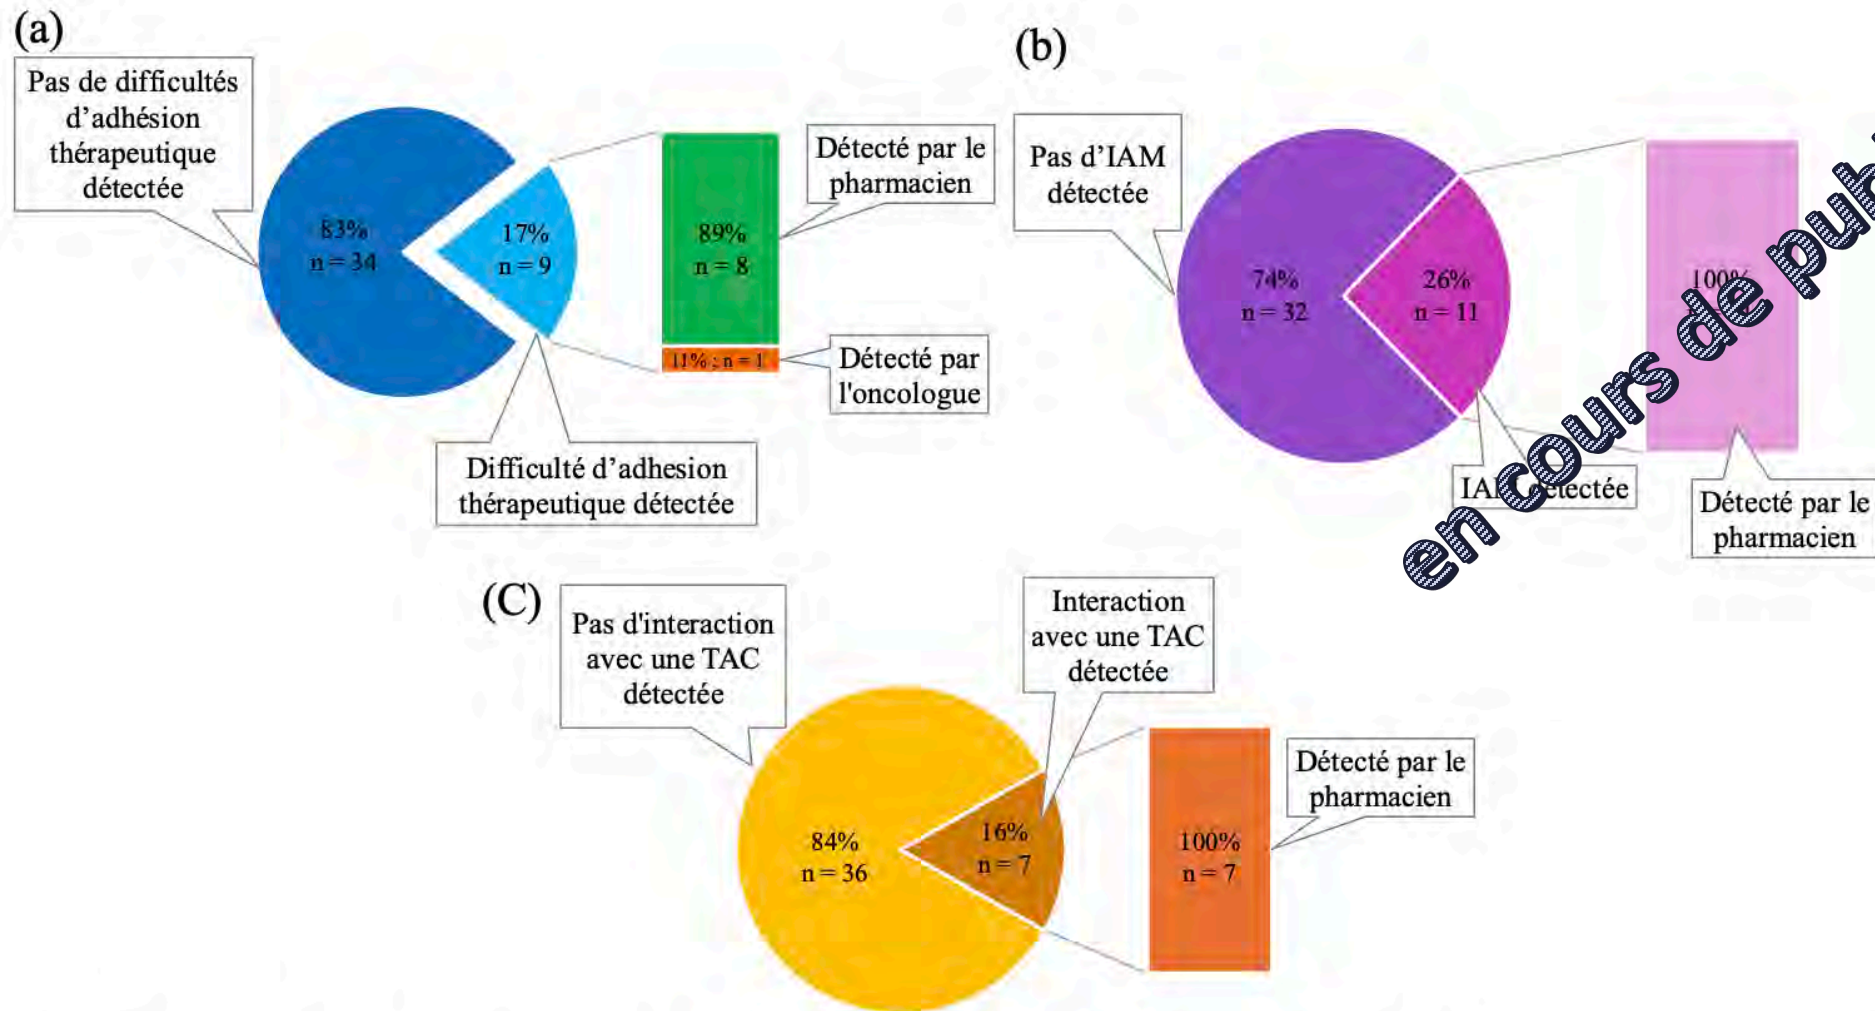 (a)
Pas de difficultés
d’adhésion
thérapeutique
détectée
83%
n = 34
17%
n = 9
89%
n = 8
11% ; n = 1
Détecté par le
pharmacien
Détecté par
l'oncologue
Difficulté d’adhesion
thérapeutique détectée
(b)
Pas d’IAM
détectée
74%
n = 32
26%
n = 11
100%
détectée
Détecté par le
pharmacien
en cours de
(C)
Pas d'interaction
avec une TAC
détectée
Interaction
avec une TAC
détectée
84%
n = 36
16%
n = 7
100%
n = 7
Détecté par le
pharmacien